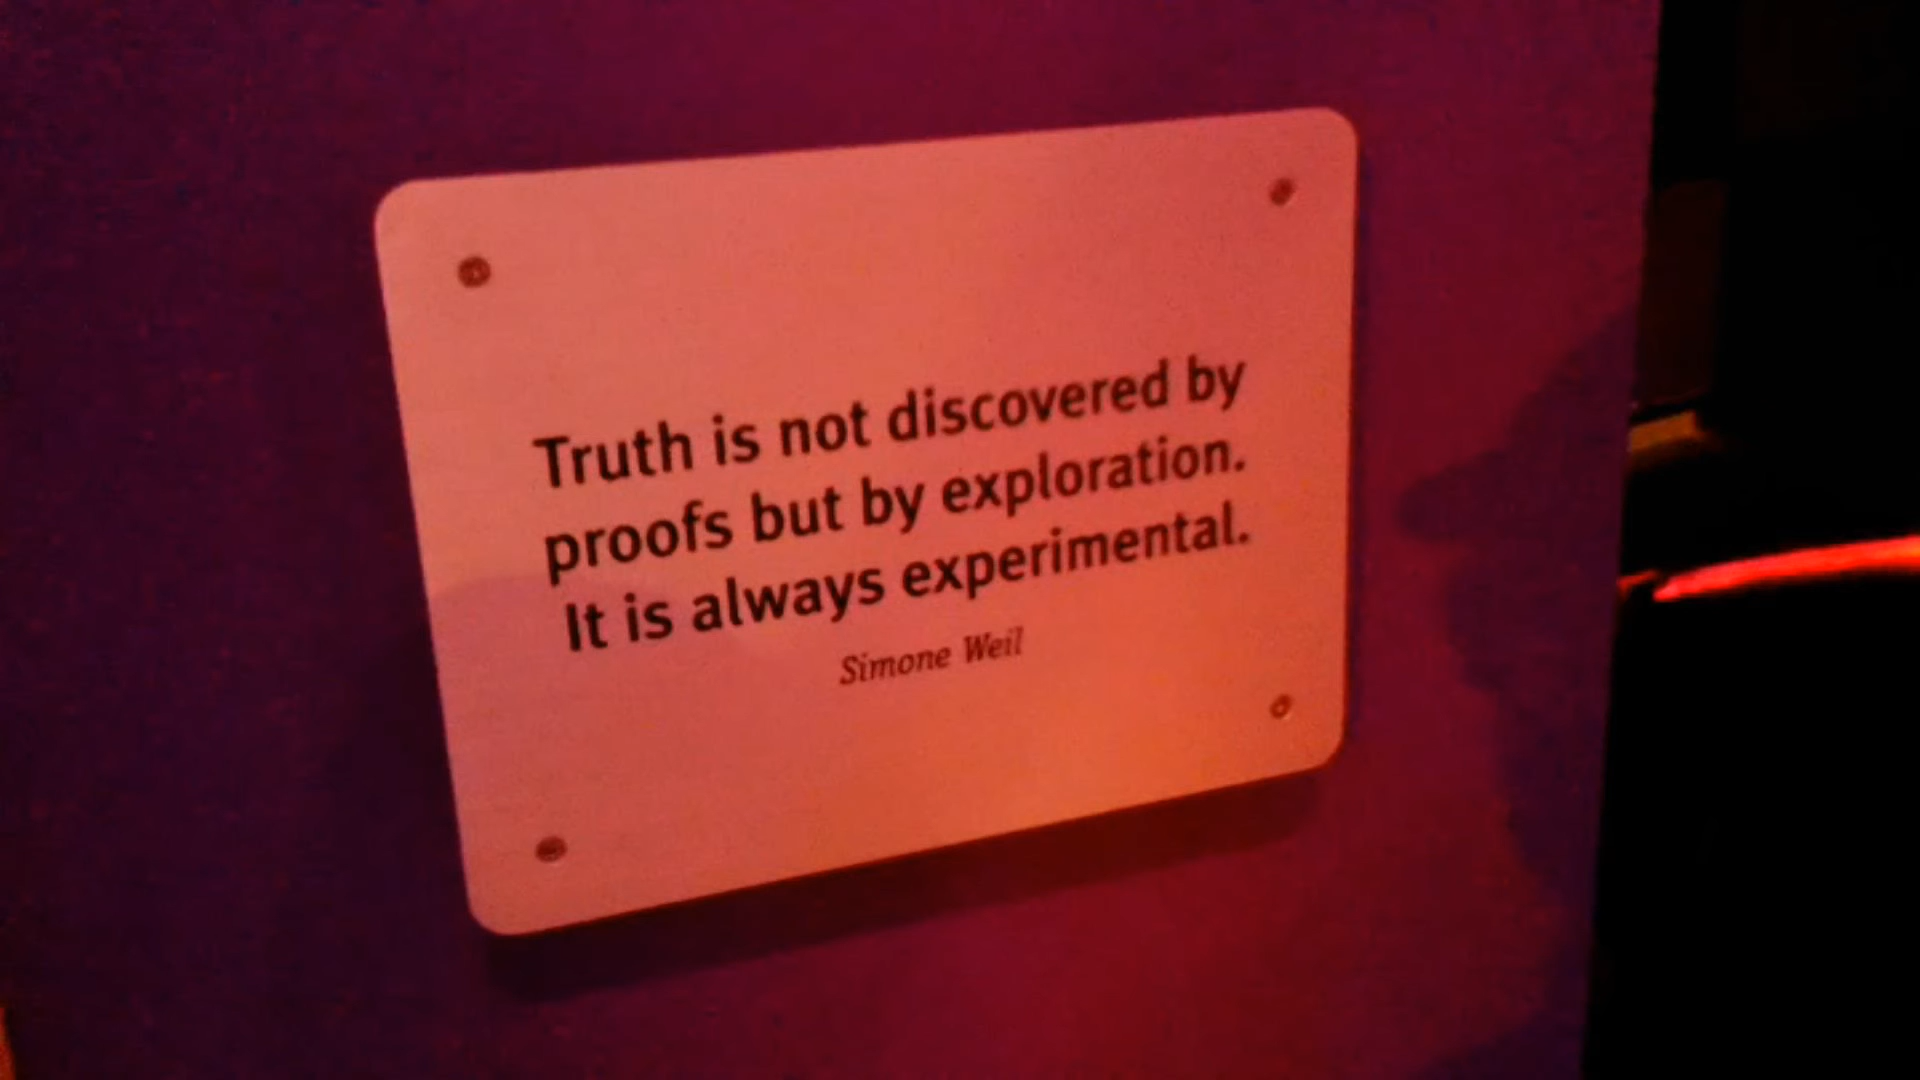 Truth is not discovered by
proofs but by exploration.
It is always experimental.
Simone Weil